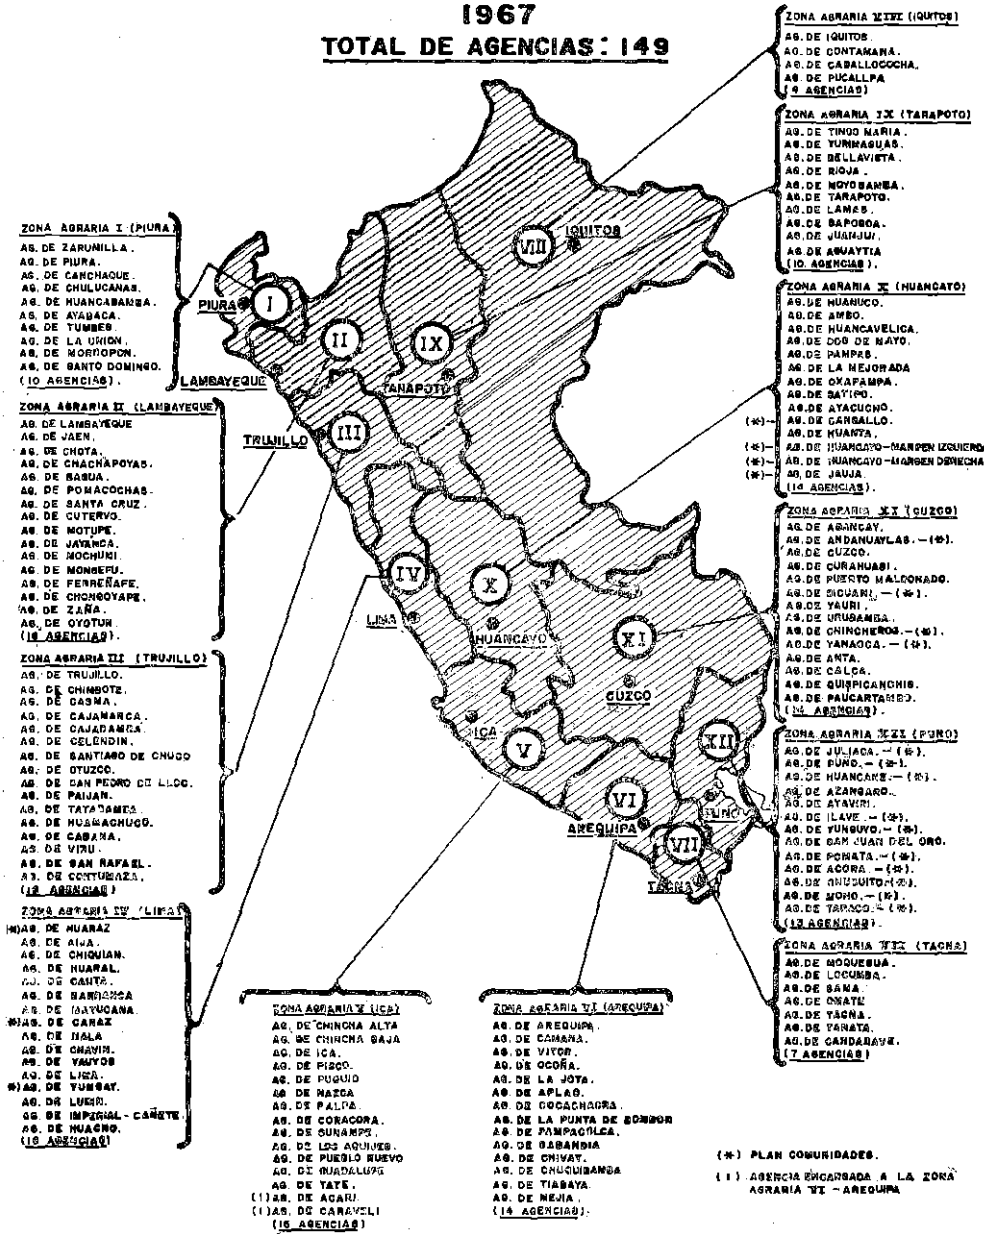 1967
TOTAL DE AGENCIAS: 149
ZONA AGRARIA I (PIURA)
AG. DE ZARUMILLA.
AG. DE PIURA.
AG. DE CANCHAQUE.
AG. DE CHULUCANAS.
AG. DE HUANCABAMBA.
AG. DE AYABACA.
AG. DE TUMBES.
AG. DE LA UNION.
AG. DE MORROPON.
AG. DE SANTO DOMINGO.
(10 AGENCIAS).
ZONA AGRARIA II (LAMBAYEQUE)
AG. DE LAMBAYEQUE
AG. DE JAEN.
AG. DE CHOTA.
AG. DE CHACHAPOYAS.
AG. DE BAGUA.
AG. DE POMACOCHAS.
AG. DE SANTA CRUZ.
AG. DE CUTERVO.
AG. DE MOTUPE.
AG. DE JAYANCA.
AG. DE MOCHUMI.
AG. DE MONSEFU.
AG. DE FERREÑAFE.
AG. DE CHONGOYAPE.
AG. DE ZAÑA.
AG. DE OYOTUN.
(16 AGENCIAS).
ZONA AGRARIA III (TRUJILLO)
AG. DE TRUJILLO.
AG. DE CHIMBOTE.
AG. DE CASMA.
AG. DE CAJAMARCA.
AG. DE CAJABAMBA.
AG. DE CELENDIN.
AG. DE SANTIAGO DE CHUCO
AG. DE OTUZCO.
AG. DE SAN PEDRO DE LLOC.
AG. DE PAIJAN.
AG. DE TAYABAMBA.
AG. DE HUAMACHUCO.
AG. DE CABANA.
AG. DE VIRU.
AG. DE SAN RAFAEL.
AG. DE CONTUMAZA.
AGENCIAS)
ZONA AGRARIA IV (LIMA)
(*) AG. DE HUARAZ
AG. DE AIJA.
AG. DE CHIQUIAN.
AG. DE HUARAL.
AG. DE CANTA.
AG. DE BARRANCA
AG. DE MATUCANA.
*) AG. DE CARAZ
AG. DE MALA
AG. DE CHAVIN.
AG. DE YAUYOS
AG. DE LIMA.
*) AG. DE YUNGAY.
AG. DE LURIN.
AG. DE IMPERIAL - CAÑETE.
AG. DE HUACHO.
(16 AGENCIAS)
ZONA AGRARIA V (ICA)
AG. DE CHINCHA ALTA
AG. DE CHINCHA BAJA
AG. DE ICA.
AG. DE PISCO.
AG. DE PUQUIO
AG. DE NAZCA
AG. DE PALPA.
AG. DE CORACORA.
AG. DE SUNAMPE.
AG. DE LOS AQUIJES.
AG. DE PUEBLO NUEVO
AG. DE GUADALUPE
AG. DE TATE.
(1) AG. DE ACARI.
(1) AG. DE CARAVELI
(15 AGENCIAS)
ZONA AGRARIA VI (AREQUIPA)
AG. DE AREQUIPA.
AG. DE CAMANA.
AG. DE VITOR.
AG. DE OCOÑA.
AG. DE LA JOYA.
AG. DE APLAO.
AG. DE COCACHACRA.
AG. DE LA PUNTA DE BOMBON
AG. DE PAMPACOLCA.
AG. DE SABANDIA
AG. DE CHIVAY.
AG. DE CHUQUIBAMBA
AG. DE TIABAYA.
AG. DE MEJIA.
(14 AGENCIAS).
ZONA AGRARIA VIII (IQUITOS)
AG. DE IQUITOS.
AG. DE CONTAMANA.
AG. DE CABALLOCOCHA.
AG. DE PUCALLPA
(4 AGENCIAS)
ZONA AGRARIA IX (TARAPOTO)
AG. DE TINGO MARIA.
AG. DE YURIMAGUAS.
AG. DE BELLAVISTA.
AG. DE RIOJA.
AG. DE MOYOBAMBA.
AG. DE TARAPOTO.
AG. DE LAMAS.
AG. DE SAPOSOA.
AG. DE JUANJUI.
AG. DE AGUAYTIA
(10 AGENCIAS).
ZONA AGRARIA X (HUANCAYO)
AG. DE HUANUCO.
AG. DE AMBO.
AG. DE HUANCAVELICA.
AG. DE DOS DE MAYO.
AG. DE PAMPAS.
AG. DE LA MEJORADA
AG. DE OXAPAMPA.
AG. DE SATIPO.
AG. DE AYACUCHO.
(*)- AG. DE CANGALLO.
AG. DE HUANTA.
(*)- AG. DE HUANCAYO-MARGEN IZQUIERD
(*)- AG. DE HUANCAYO-MARGEN DERECHA
(*)- AG. DE JAUJA.
(14 AGENCIAS).
ZONA AGRARIA XI (CUZCO)
AG. DE ABANCAY.
AG. DE ANDAHUAYLAS. - (*).
AG. DE CUZCO.
AG. DE CURAHUASI.
AG. DE PUERTO MALDONADO.
AG. DE SICUANI. - (*).
AG. DE YAURI.
AG. DE URUBAMBA.
AG. DE CHINCHEROS. - (*).
AG. DE YANAOCA. - (*).
AG. DE ANTA.
AG. DE CALCA.
AG. DE QUISPICANCHIS.
AG. DE PAUCARTAMBO.
(14 AGENCIAS).
ZONA AGRARIA XII (PUNO)
AG. DE JULIACA. - (*).
AG. DE PUNO. - (*).
AG. DE HUANCANE. - (*).
AG. DE AZANGARO.
AG. DE AYAVIRI.
AG. DE ILAVE. - (*).
AG. DE YUNGUYO. - (*).
AG. DE SAN JUAN DEL ORO.
AG. DE POMATA. - (*).
AG. DE ACORA. - (*).
AG. DE (*).
AG. DE MOHO. - (*).
AG. DE TARACO. - (*).
(13 AGENCIAS).
ZONA AGRARIA VII (TACNA)
AG. DE MOQUEGUA.
AG. DE LOCUMBA.
AG. DE SAMA.
AG. DE OMATE
AG. DE TACNA.
AG. DE TARATA.
AG. DE CANDARAVE.
(7 AGENCIAS)
VIII
IQUITOS
I
PIURA
II
IX
LAMBAYEQUE
TARAPOTO
TRUJILLO
III
IV
X
LIMA
HUANCAYO
XI
CUZCO
ICA
V
XII
VI
PUNO
AREQUIPA
VII
TACNA
(*) PLAN COMUNIDADES.
(1) AGENCIA ENCARGADA A LA ZONA
AGRARIA VI - AREQUIPA